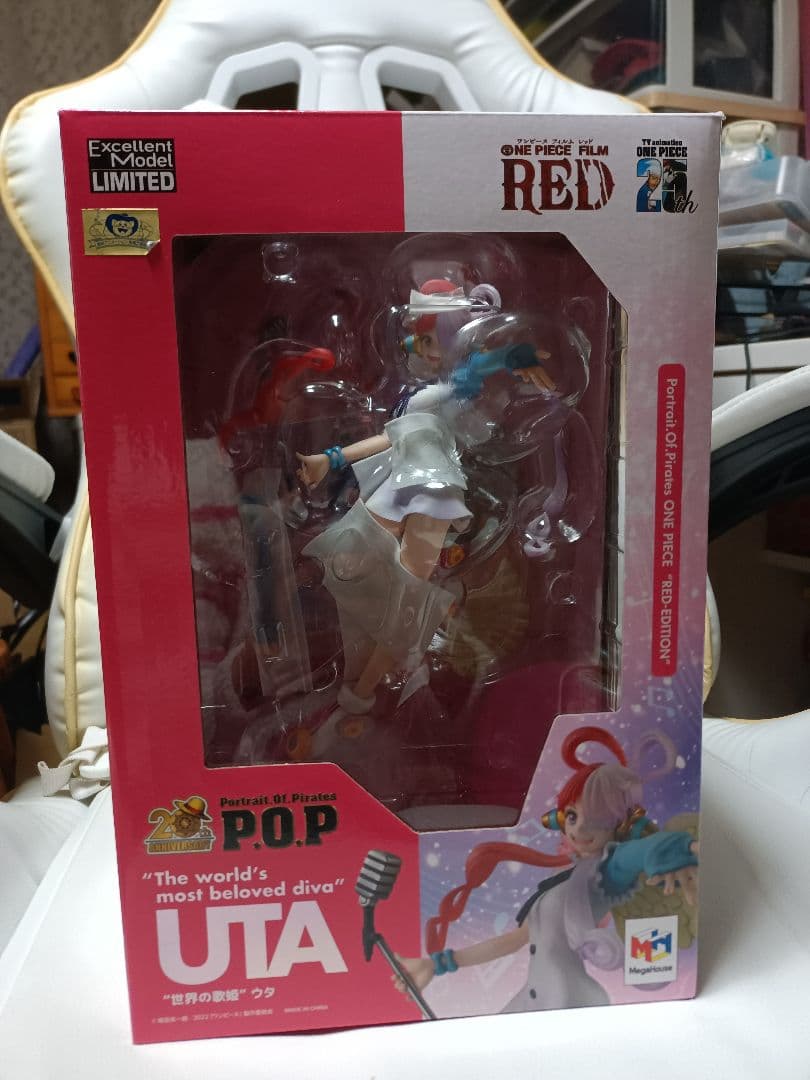 Excellent
Model
LIMITED
ワンピース フィルム レッド
ONE PIECE FILM
RED
TV animation
ONE PIECE
25th
Portrait.Of.Pirates ONE PIECE "RED-EDITION"
20th
ANNIVERSARY
Portrait.Of.Pirates
P.O.P
"The world's
most beloved diva"
UTA
"世界の歌姫" ウタ
MegaHouse
MADE IN CHINA